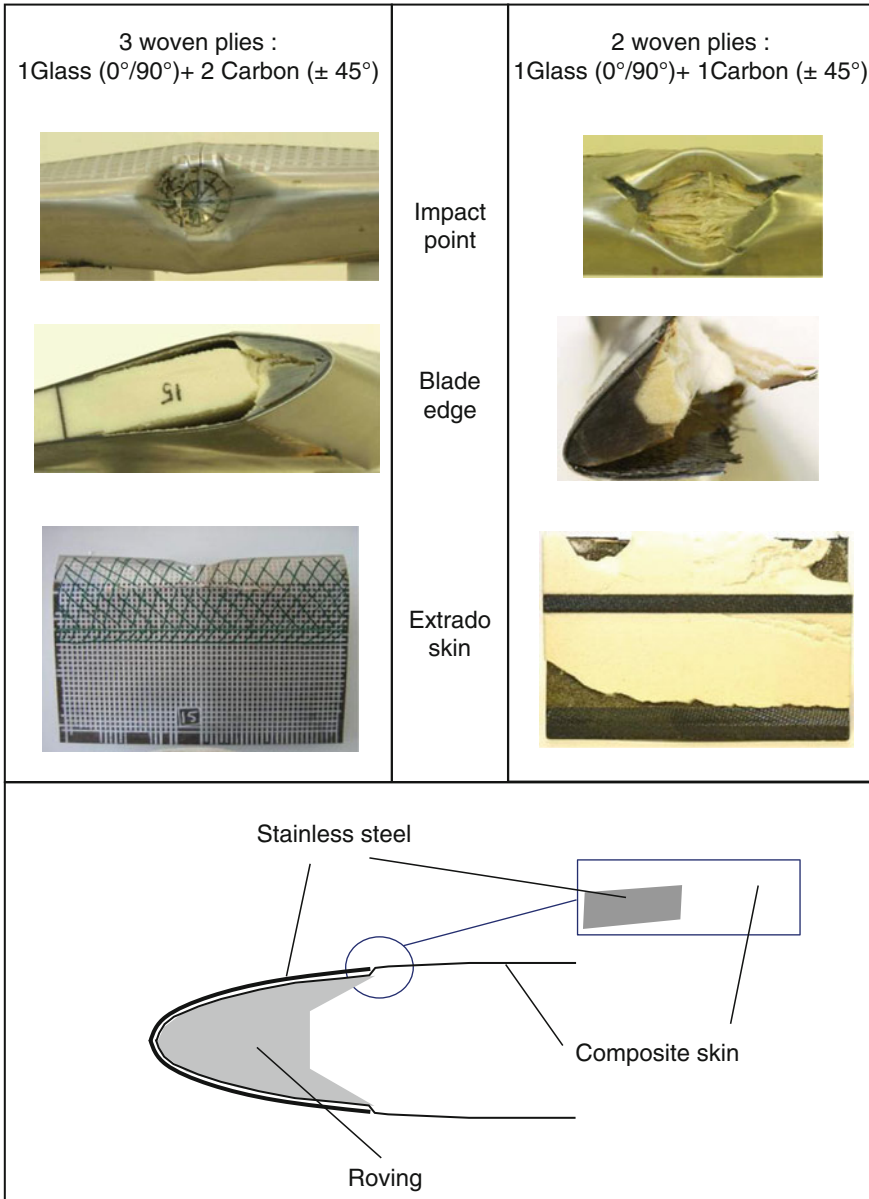 3 woven plies :
1Glass (0°/90°)+ 2 Carbon (± 45°)
2 woven plies :
1Glass (0°/90°)+ 1Carbon (± 45°)
Impact
point
Blade
edge
15
Extrado
skin
15
Stainless steel
Composite skin
Roving